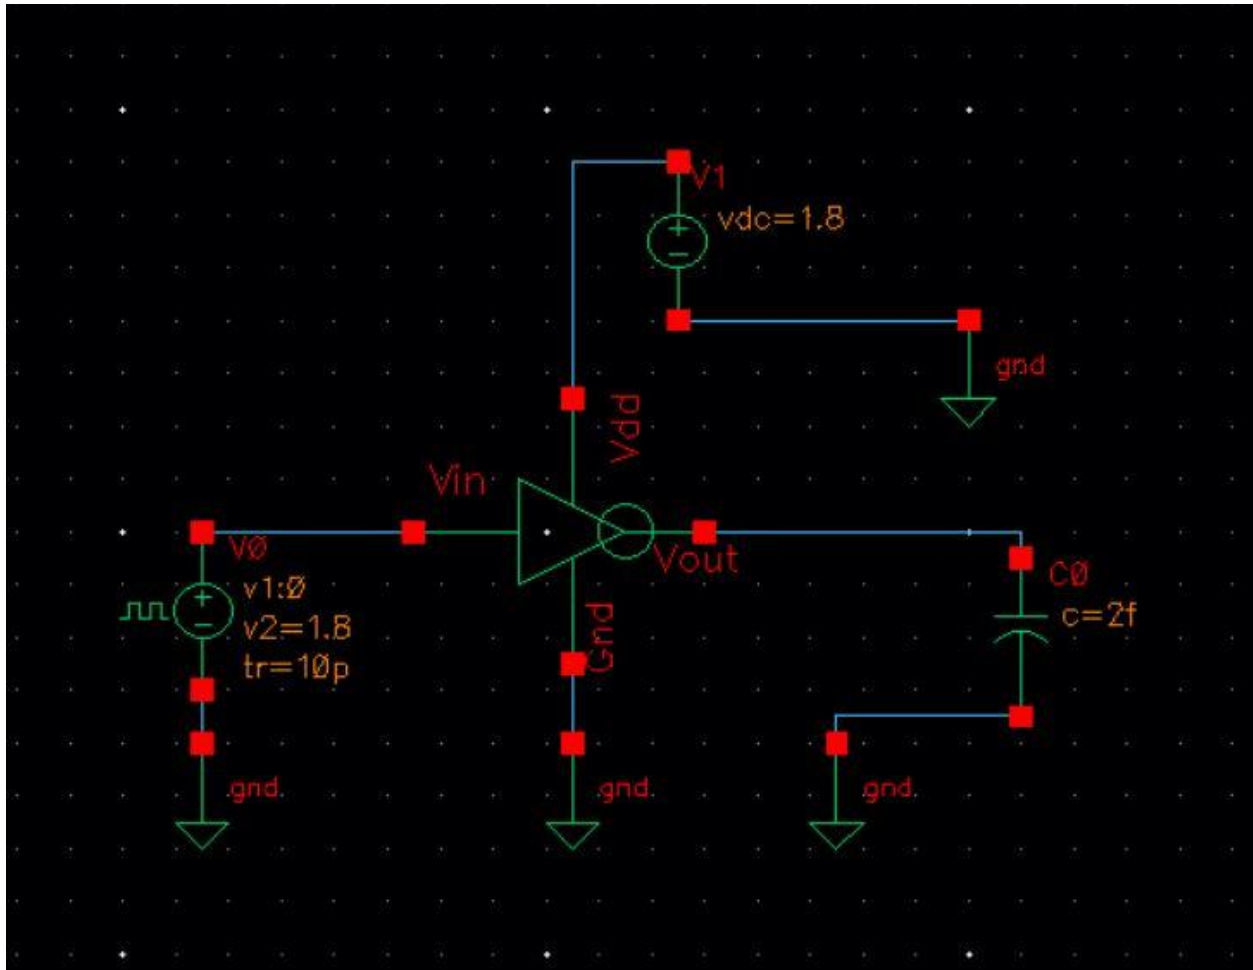 V1
vdc=1.8
gnd
Vdd
Vin
V0
v1:0
v2=1.8
tr=10p
Vout
Gnd
C0
c=2f
gnd
gnd
gnd